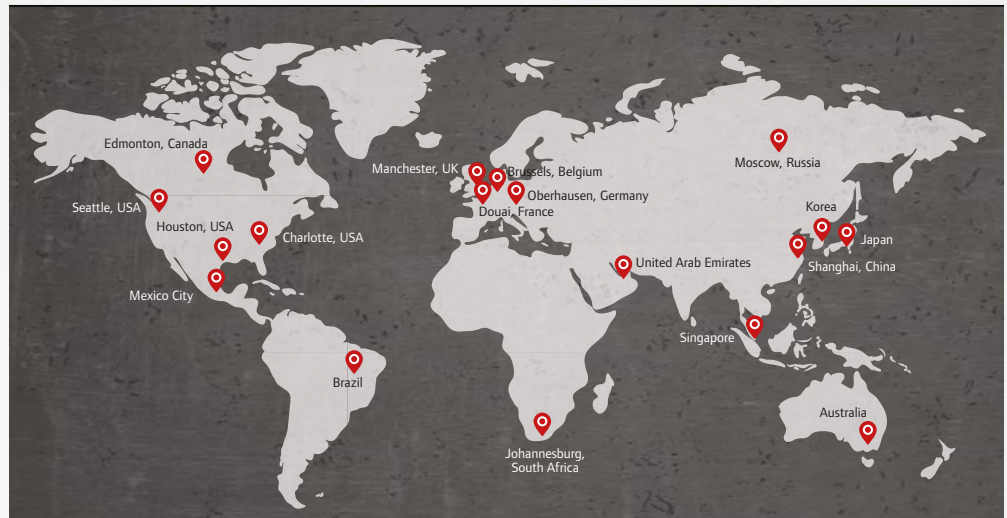 Edmonton, Canada
Seattle, USA
Houston, USA
Charlotte, USA
Mexico City
Brazil
Manchester, UK
Brussels, Belgium
Oberhausen, Germany
Douai, France
United Arab Emirates
Johannesburg,
South Africa
Moscow, Russia
Korea
Japan
Shanghai, China
Singapore
Australia